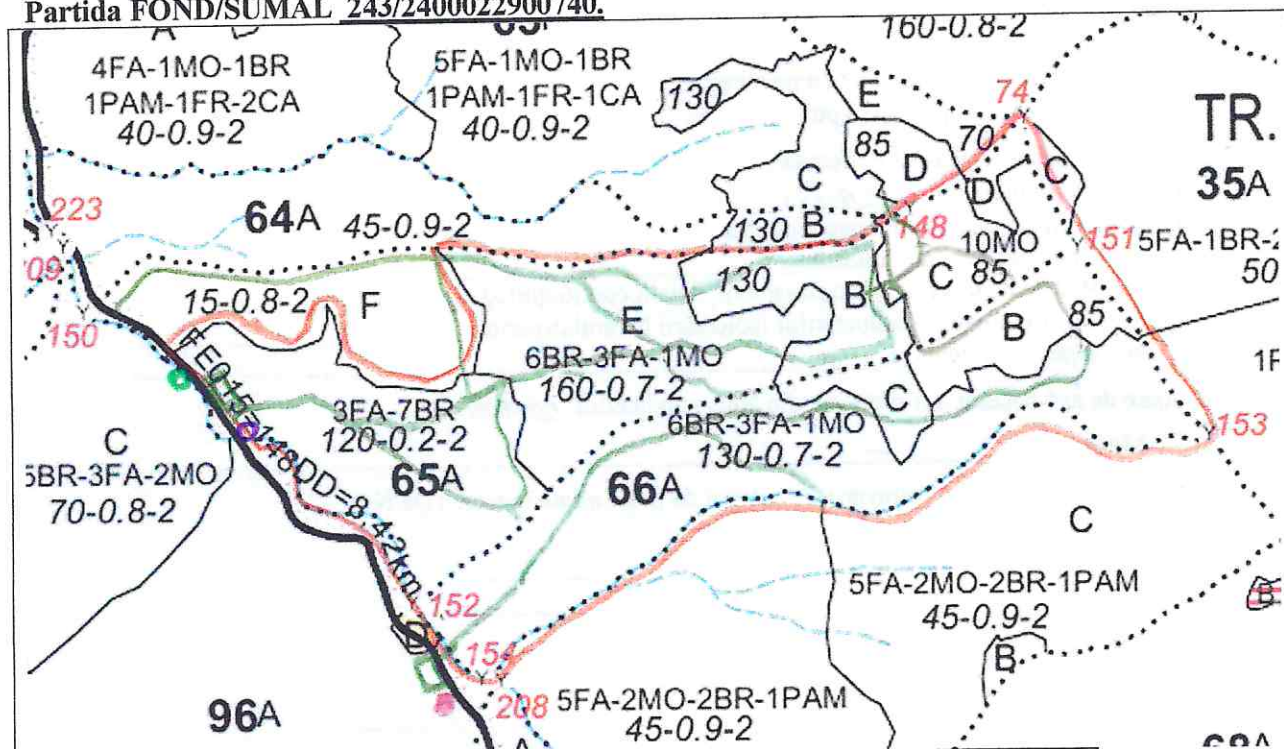 Partida FOND/SUMAL 243/2400022900/40.
160-0.8-2
4FA-1MO-1BR
1PAM-1FR-2CA
40-0.9-2
5FA-1MO-1BR
1PAM-1FR-1CA
40-0.9-2
130
E
74
TR.
85
70
D
C
C
35A
D
223
64A
45-0.9-2
130
B
148
10MO
151
5FA-1BR-
50
85
150
15-0.8-2
F
130
B
C
E
B
85
6BR-3FA-1MO
160-0.7-2
C
3FA-7BR
120-0.2-2
6BR-3FA-1MO
130-0.7-2
153
C
5BR-3FA-2MO
70-0.8-2
65A
66A
C
DD=8,42km
5FA-2MO-2BR-1PAM
45-0.9-2
B
152
D
154
B
208
5FA-2MO-2BR-1PAM
45-0.9-2
96A